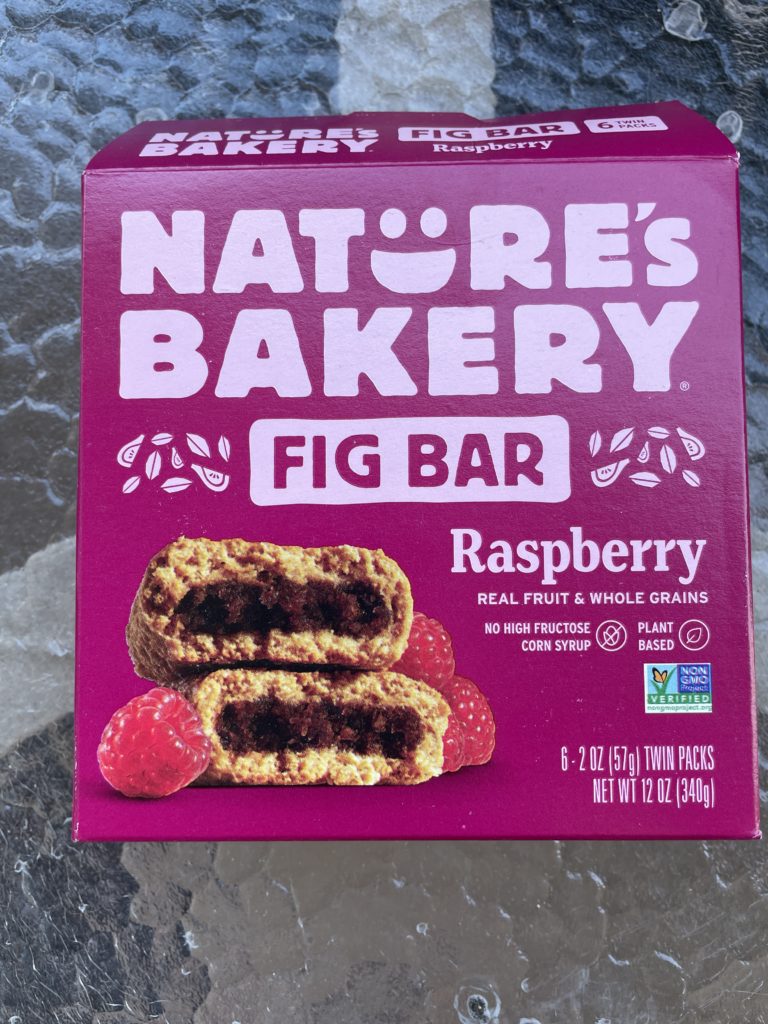 NATURE'S BAKERY
FIG BAR
Raspberry
6 TWIN PACKS
NATURE'S
BAKERY®
FIG BAR
Raspberry
REAL FRUIT & WHOLE GRAINS
NO HIGH FRUCTOSE
CORN SYRUP
PLANT
BASED
NON
GMO
Project
VERIFIED
nongmoproject.org
6 - 2 OZ (57g) TWIN PACKS
NET WT 12 OZ (340g)